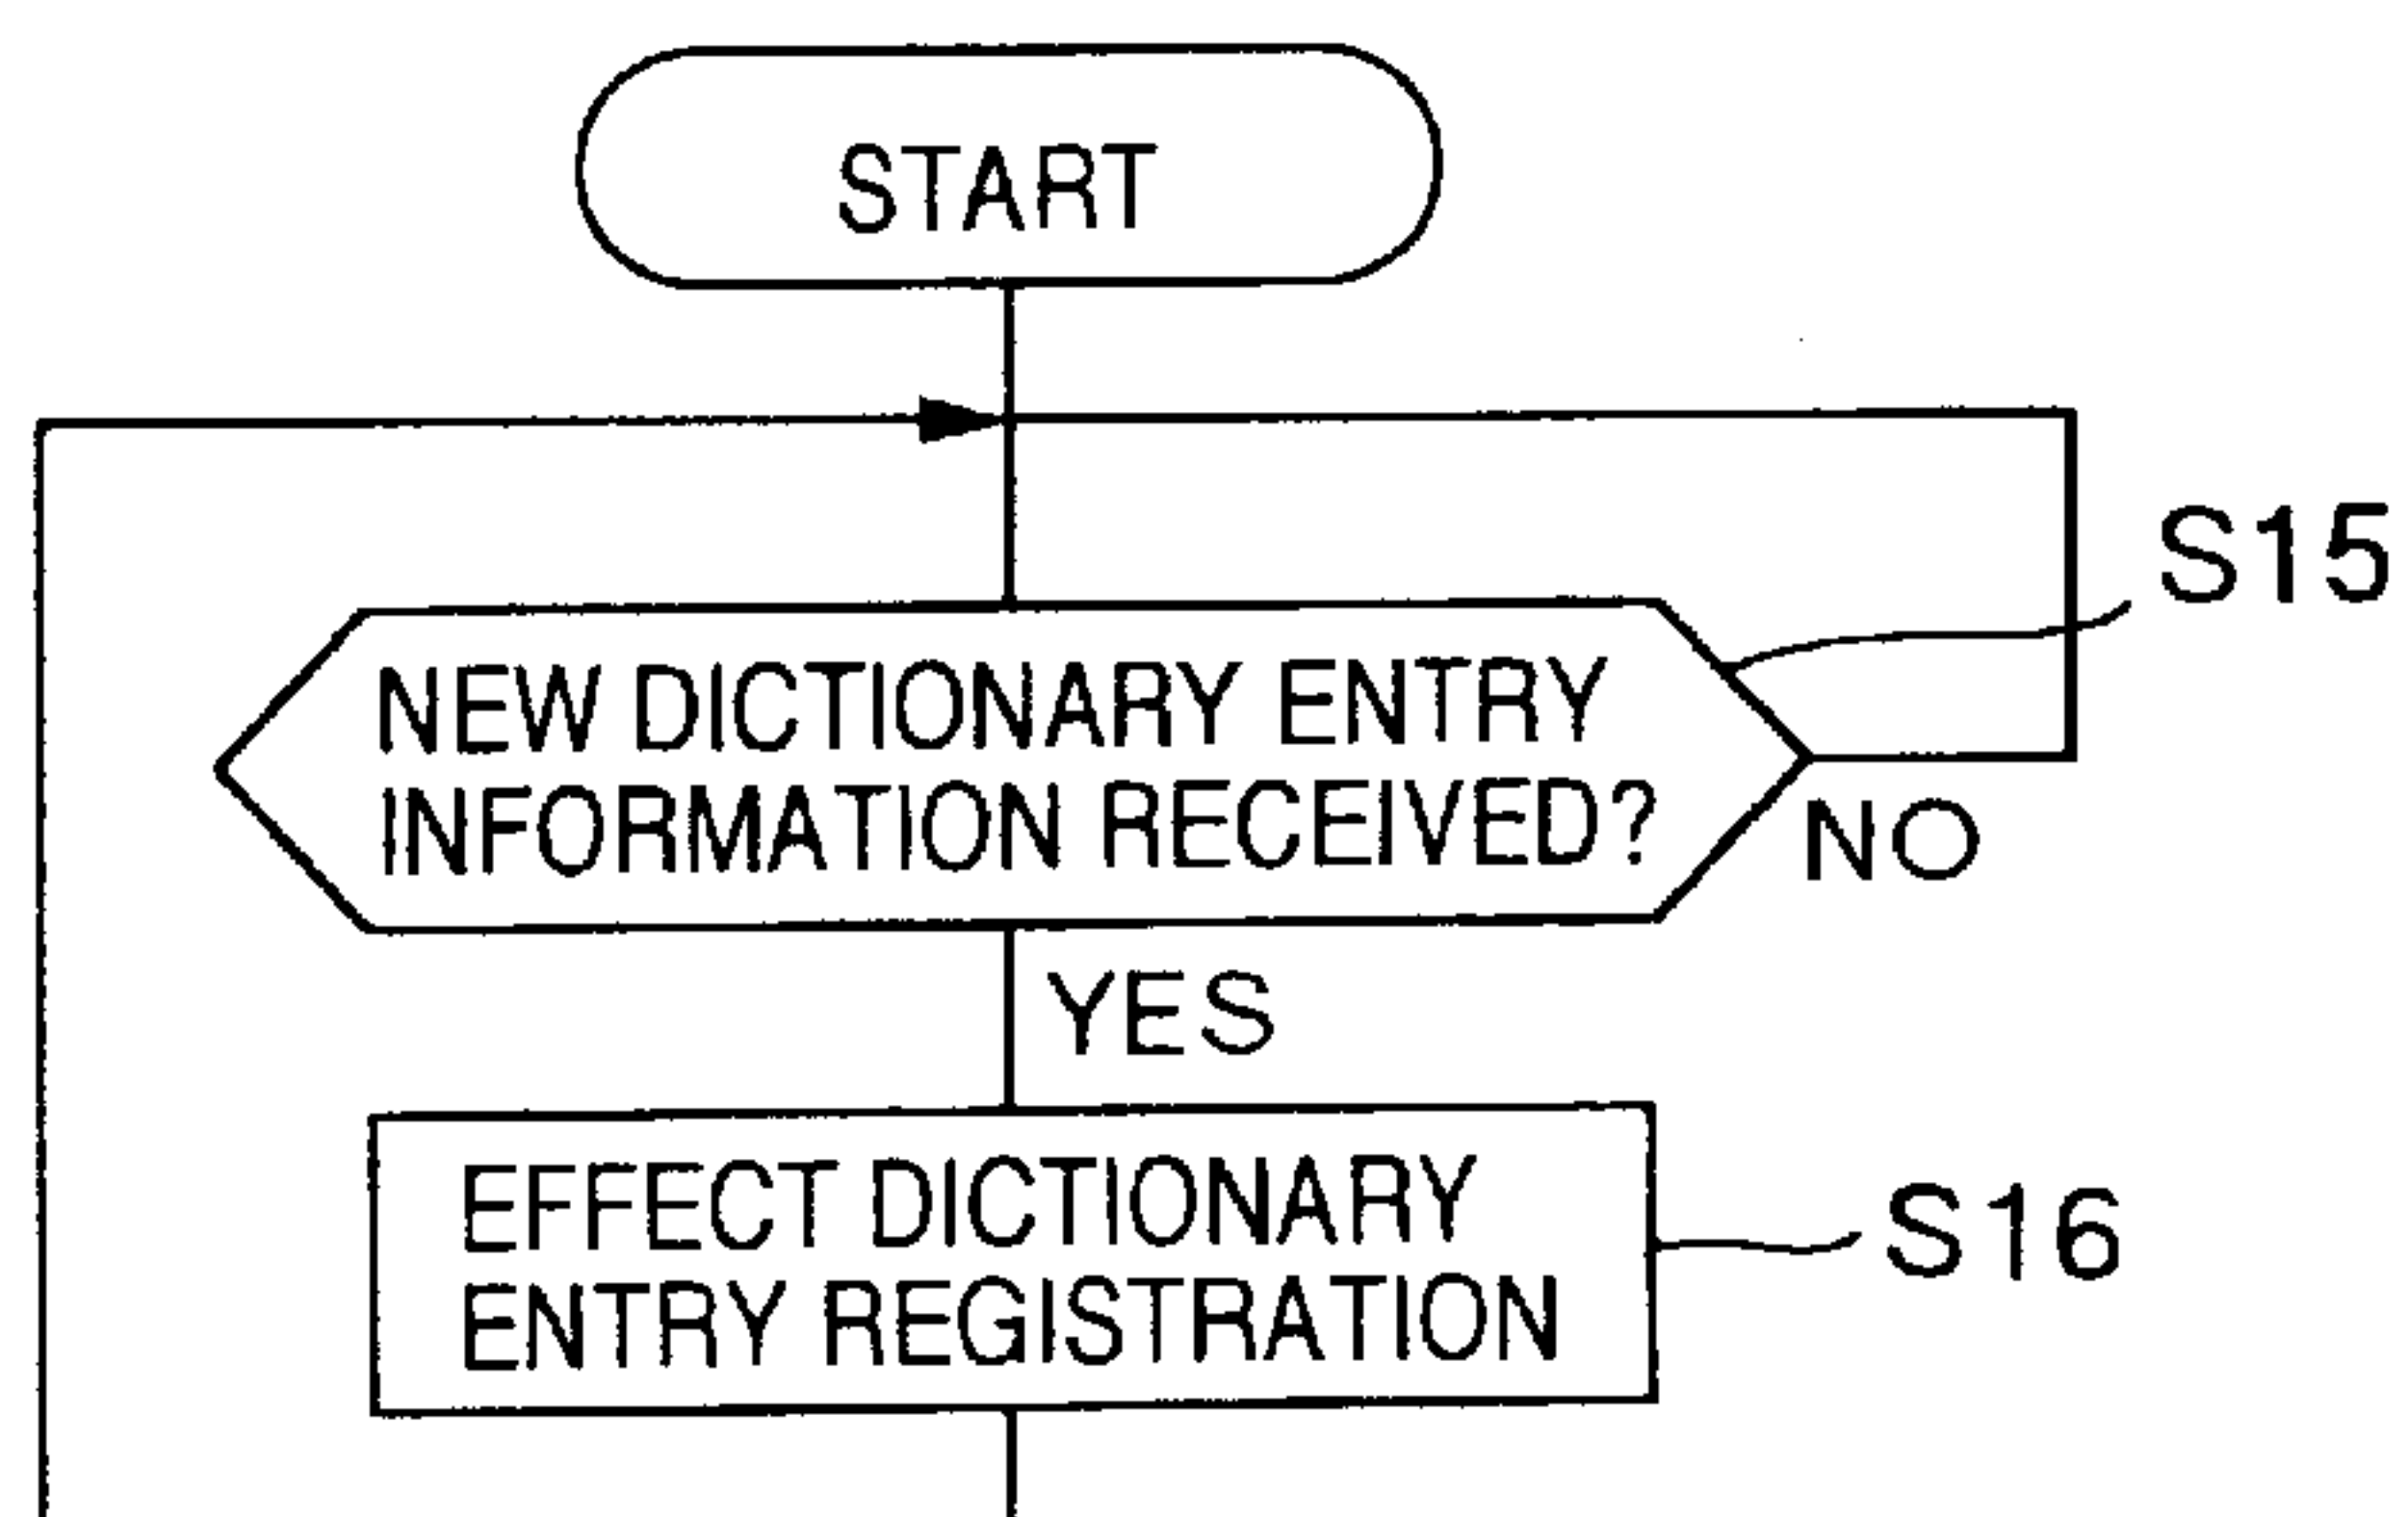 START
S15
NEW DICTIONARY ENTRY
INFORMATION RECEIVED?
NO
YES
EFFECT DICTIONARY
ENTRY REGISTRATION
S16